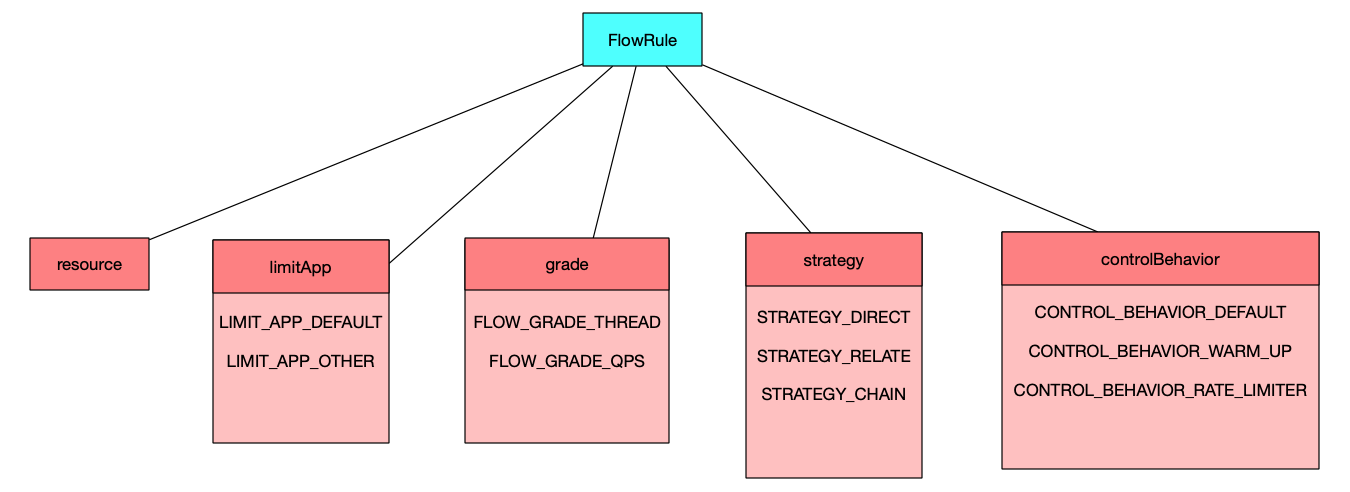 FlowRule
resource
limitApp
LIMIT_APP_DEFAULT
LIMIT_APP_OTHER
grade
FLOW_GRADE_THREAD
FLOW_GRADE_QPS
strategy
STRATEGY_DIRECT
STRATEGY_RELATE
STRATEGY_CHAIN
controlBehavior
CONTROL_BEHAVIOR_DEFAULT
CONTROL_BEHAVIOR_WARM_UP
CONTROL_BEHAVIOR_RATE_LIMITER